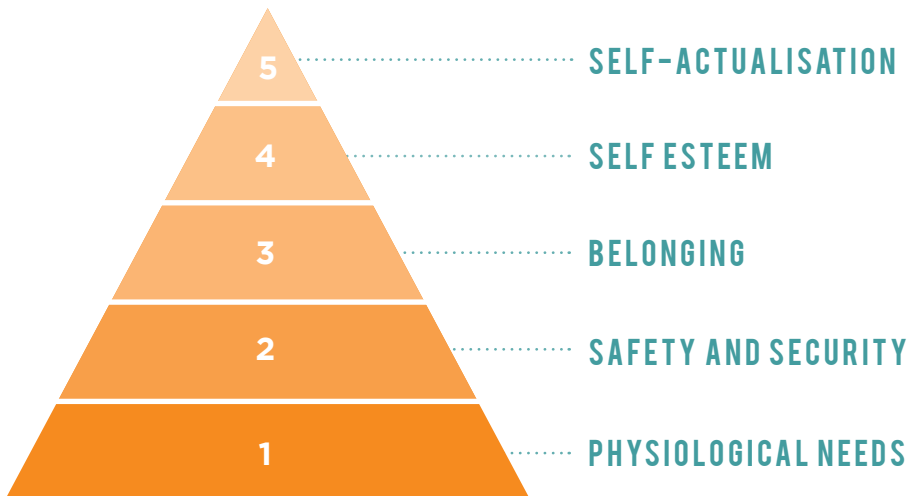 5 SELF-ACTUALISATION
4 SELF ESTEEM
3 BELONGING
2 SAFETY AND SECURITY
1 PHYSIOLOGICAL NEEDS